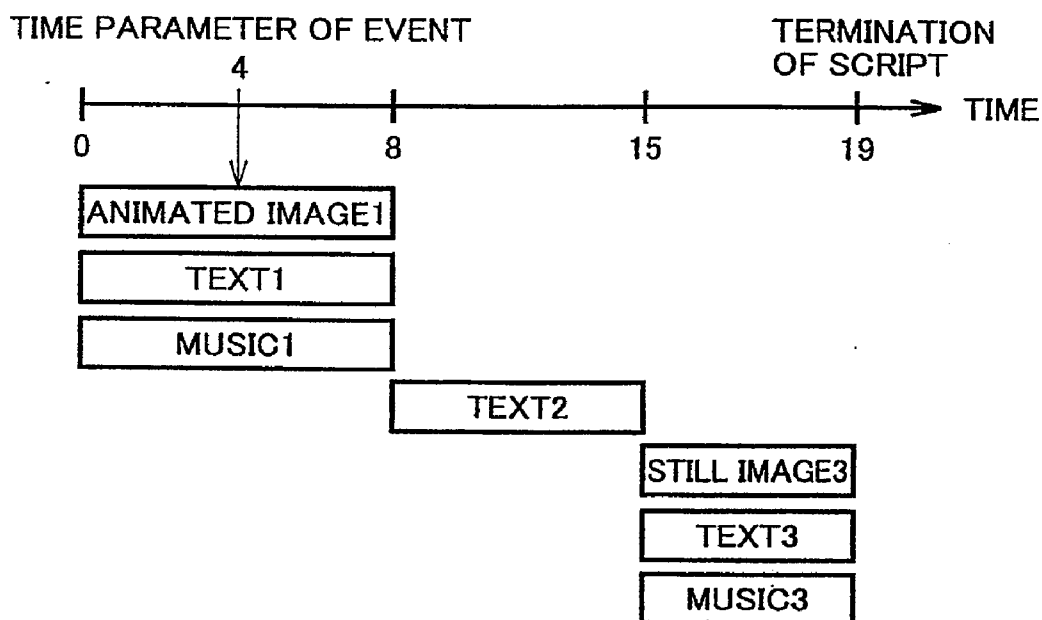 TIME PARAMETER OF EVENT
TERMINATION
OF SCRIPT
4
TIME
0
8
15
19
ANIMATED IMAGE1
TEXT1
MUSIC1
TEXT2
STILL IMAGE3
TEXT3
MUSIC3